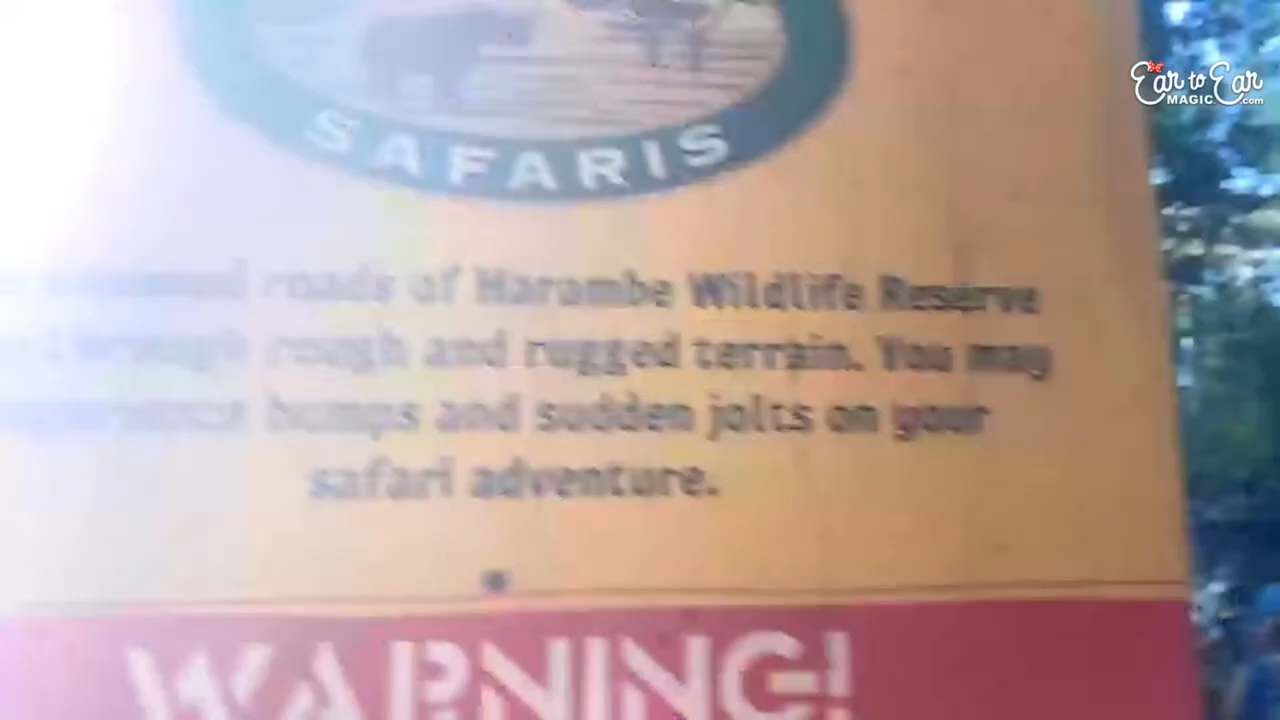 Ear to Ear
MAGIC.com
SAFARIS
roads of Harambe Wildlife Reserve
through rough and rugged terrain. You may
bumps and sudden jolts on your
safari adventure.
WARNING!